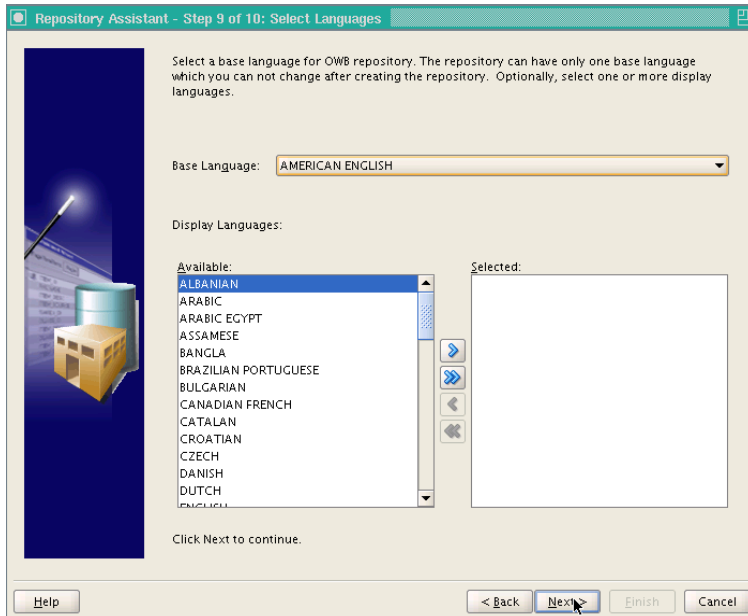 Repository Assistant - Step 9 of 10: Select Languages
Select a base language for OWB repository. The repository can have only one base language
which you can not change after creating the repository. Optionally, select one or more display
languages.
Base Language: AMERICAN ENGLISH
Display Languages:
Available: Selected:
ALBANIAN
ARABIC
ARABIC EGYPT
ASSAMESE
BANGLA
BRAZILIAN PORTUGUESE
BULGARIAN
CANADIAN FRENCH
CATALAN
CROATIAN
CZECH
DANISH
DUTCH
ENGLISH
Click Next to continue.
Help < Back Next > Finish Cancel